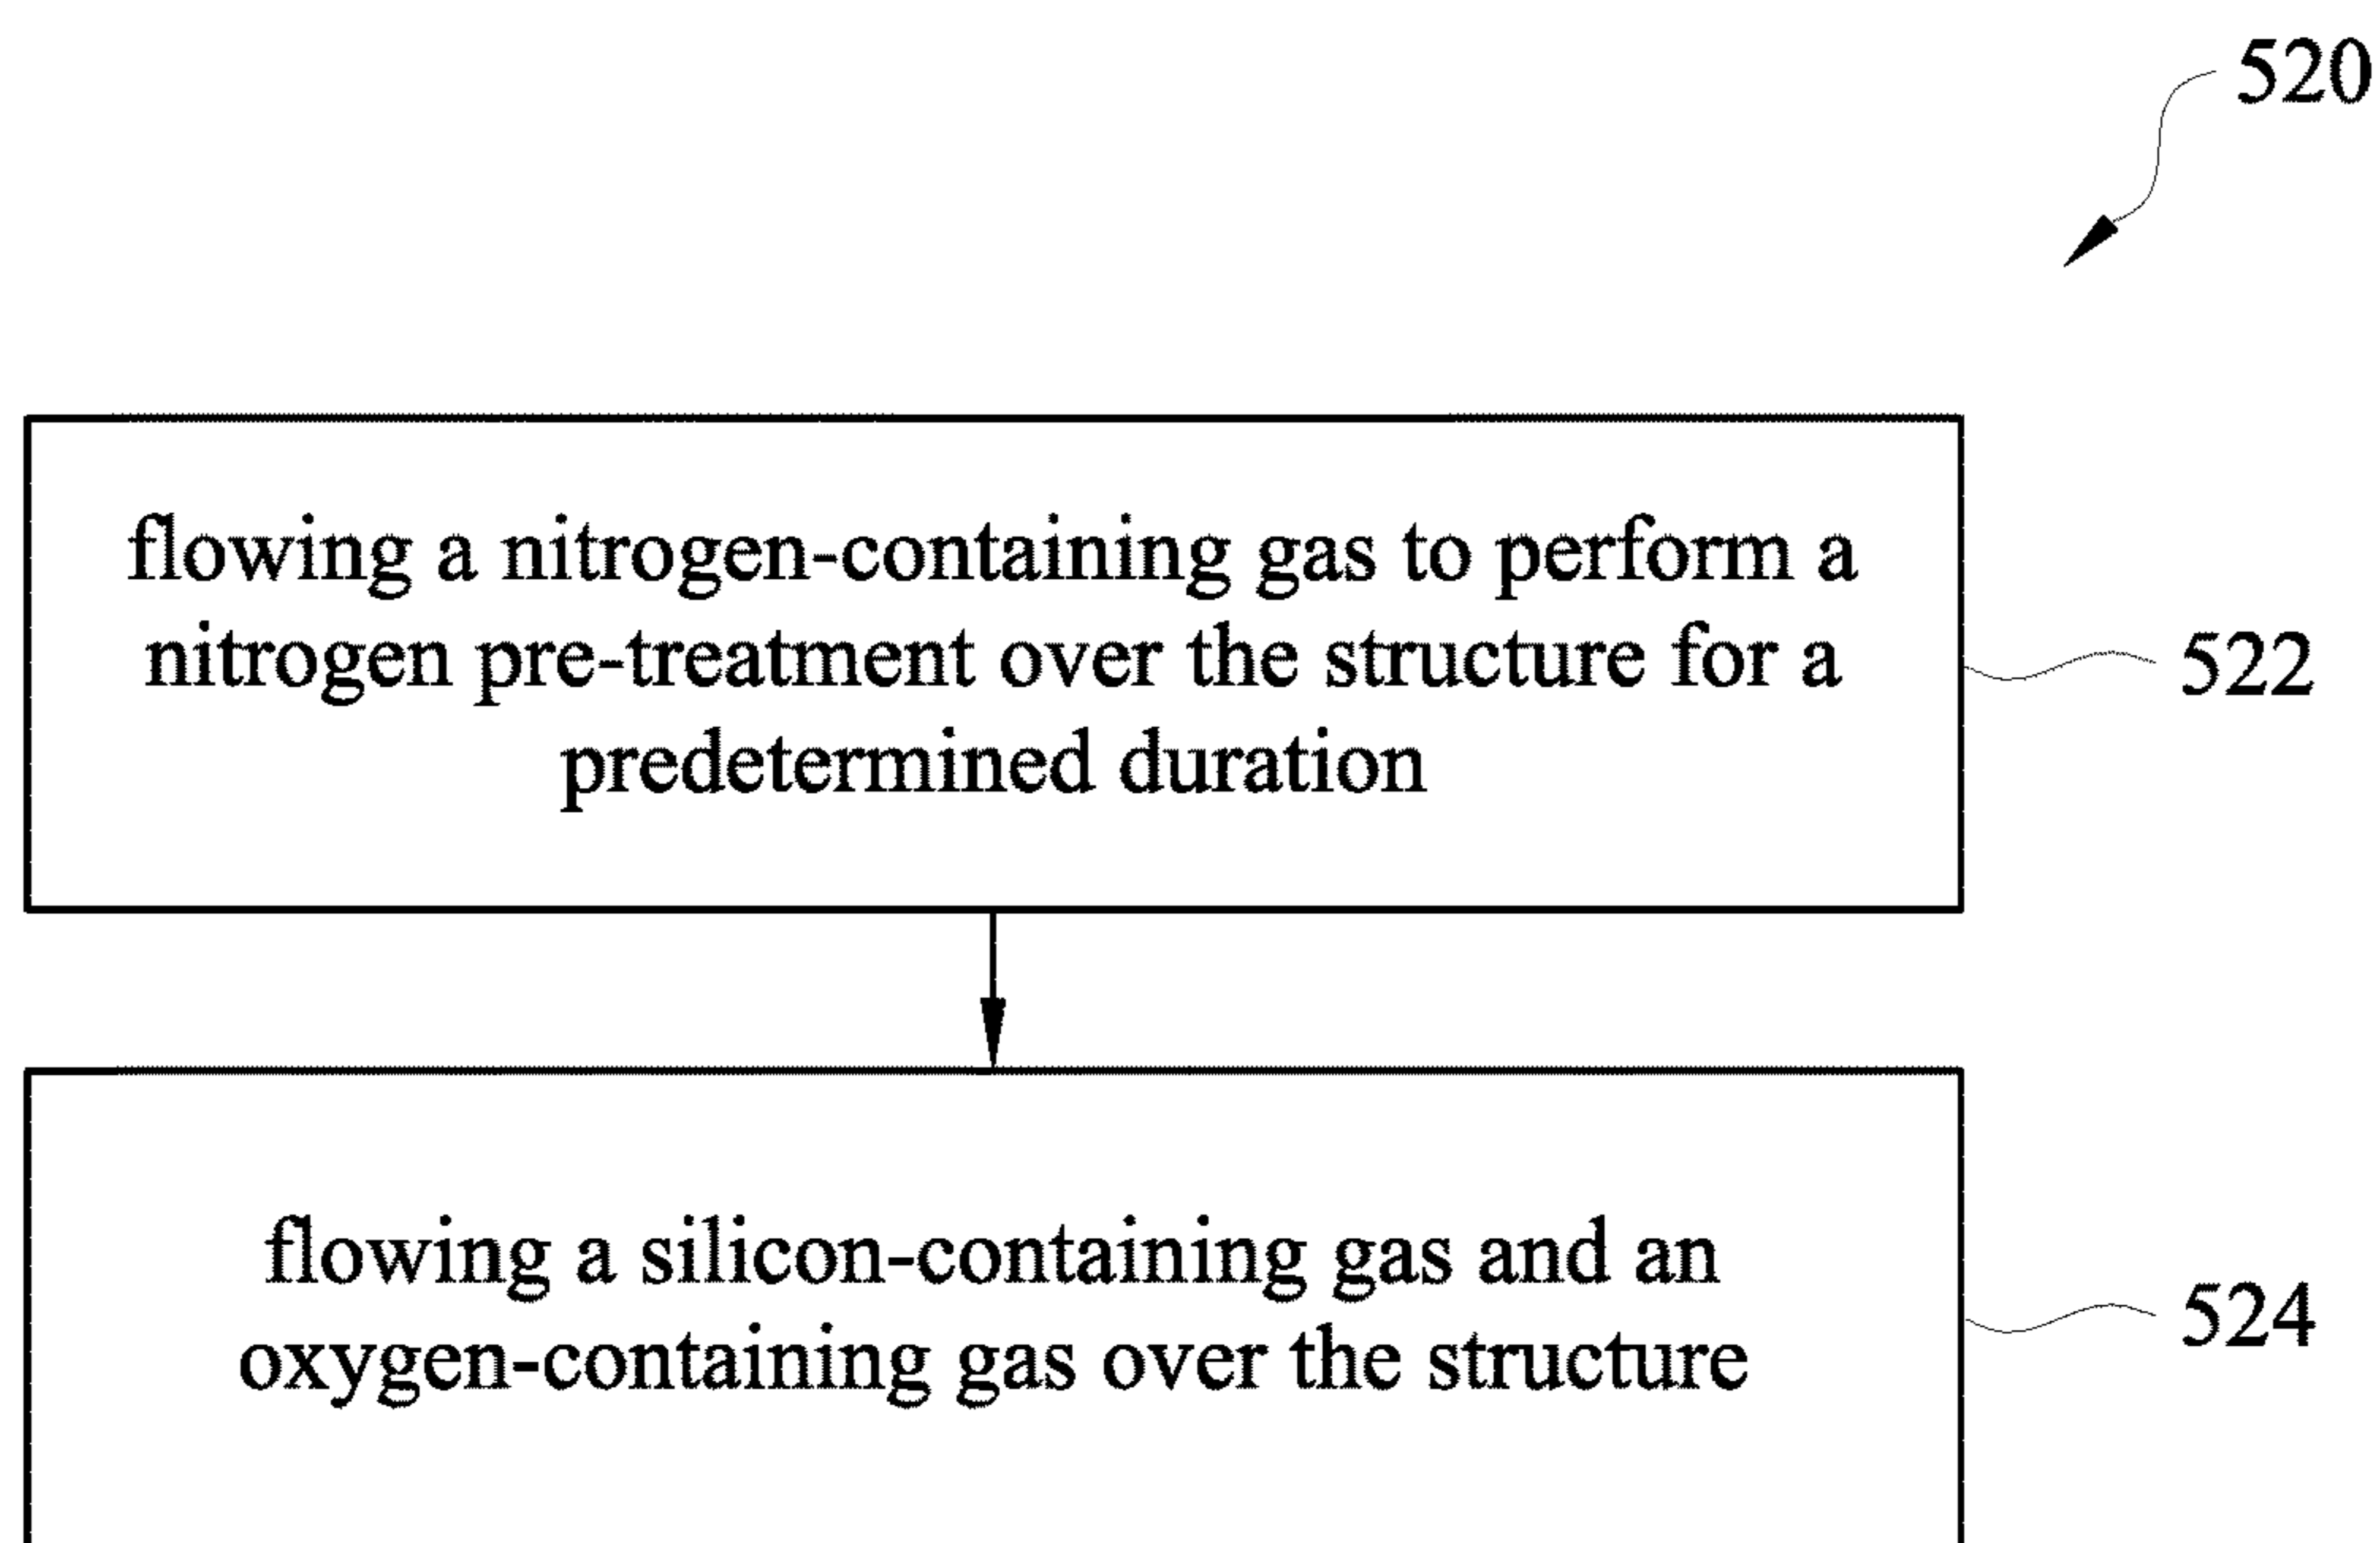 520
flowing a nitrogen-containing gas to perform a
nitrogen pre-treatment over the structure for a
predetermined duration
522
flowing a silicon-containing gas and an
oxygen-containing gas over the structure
524